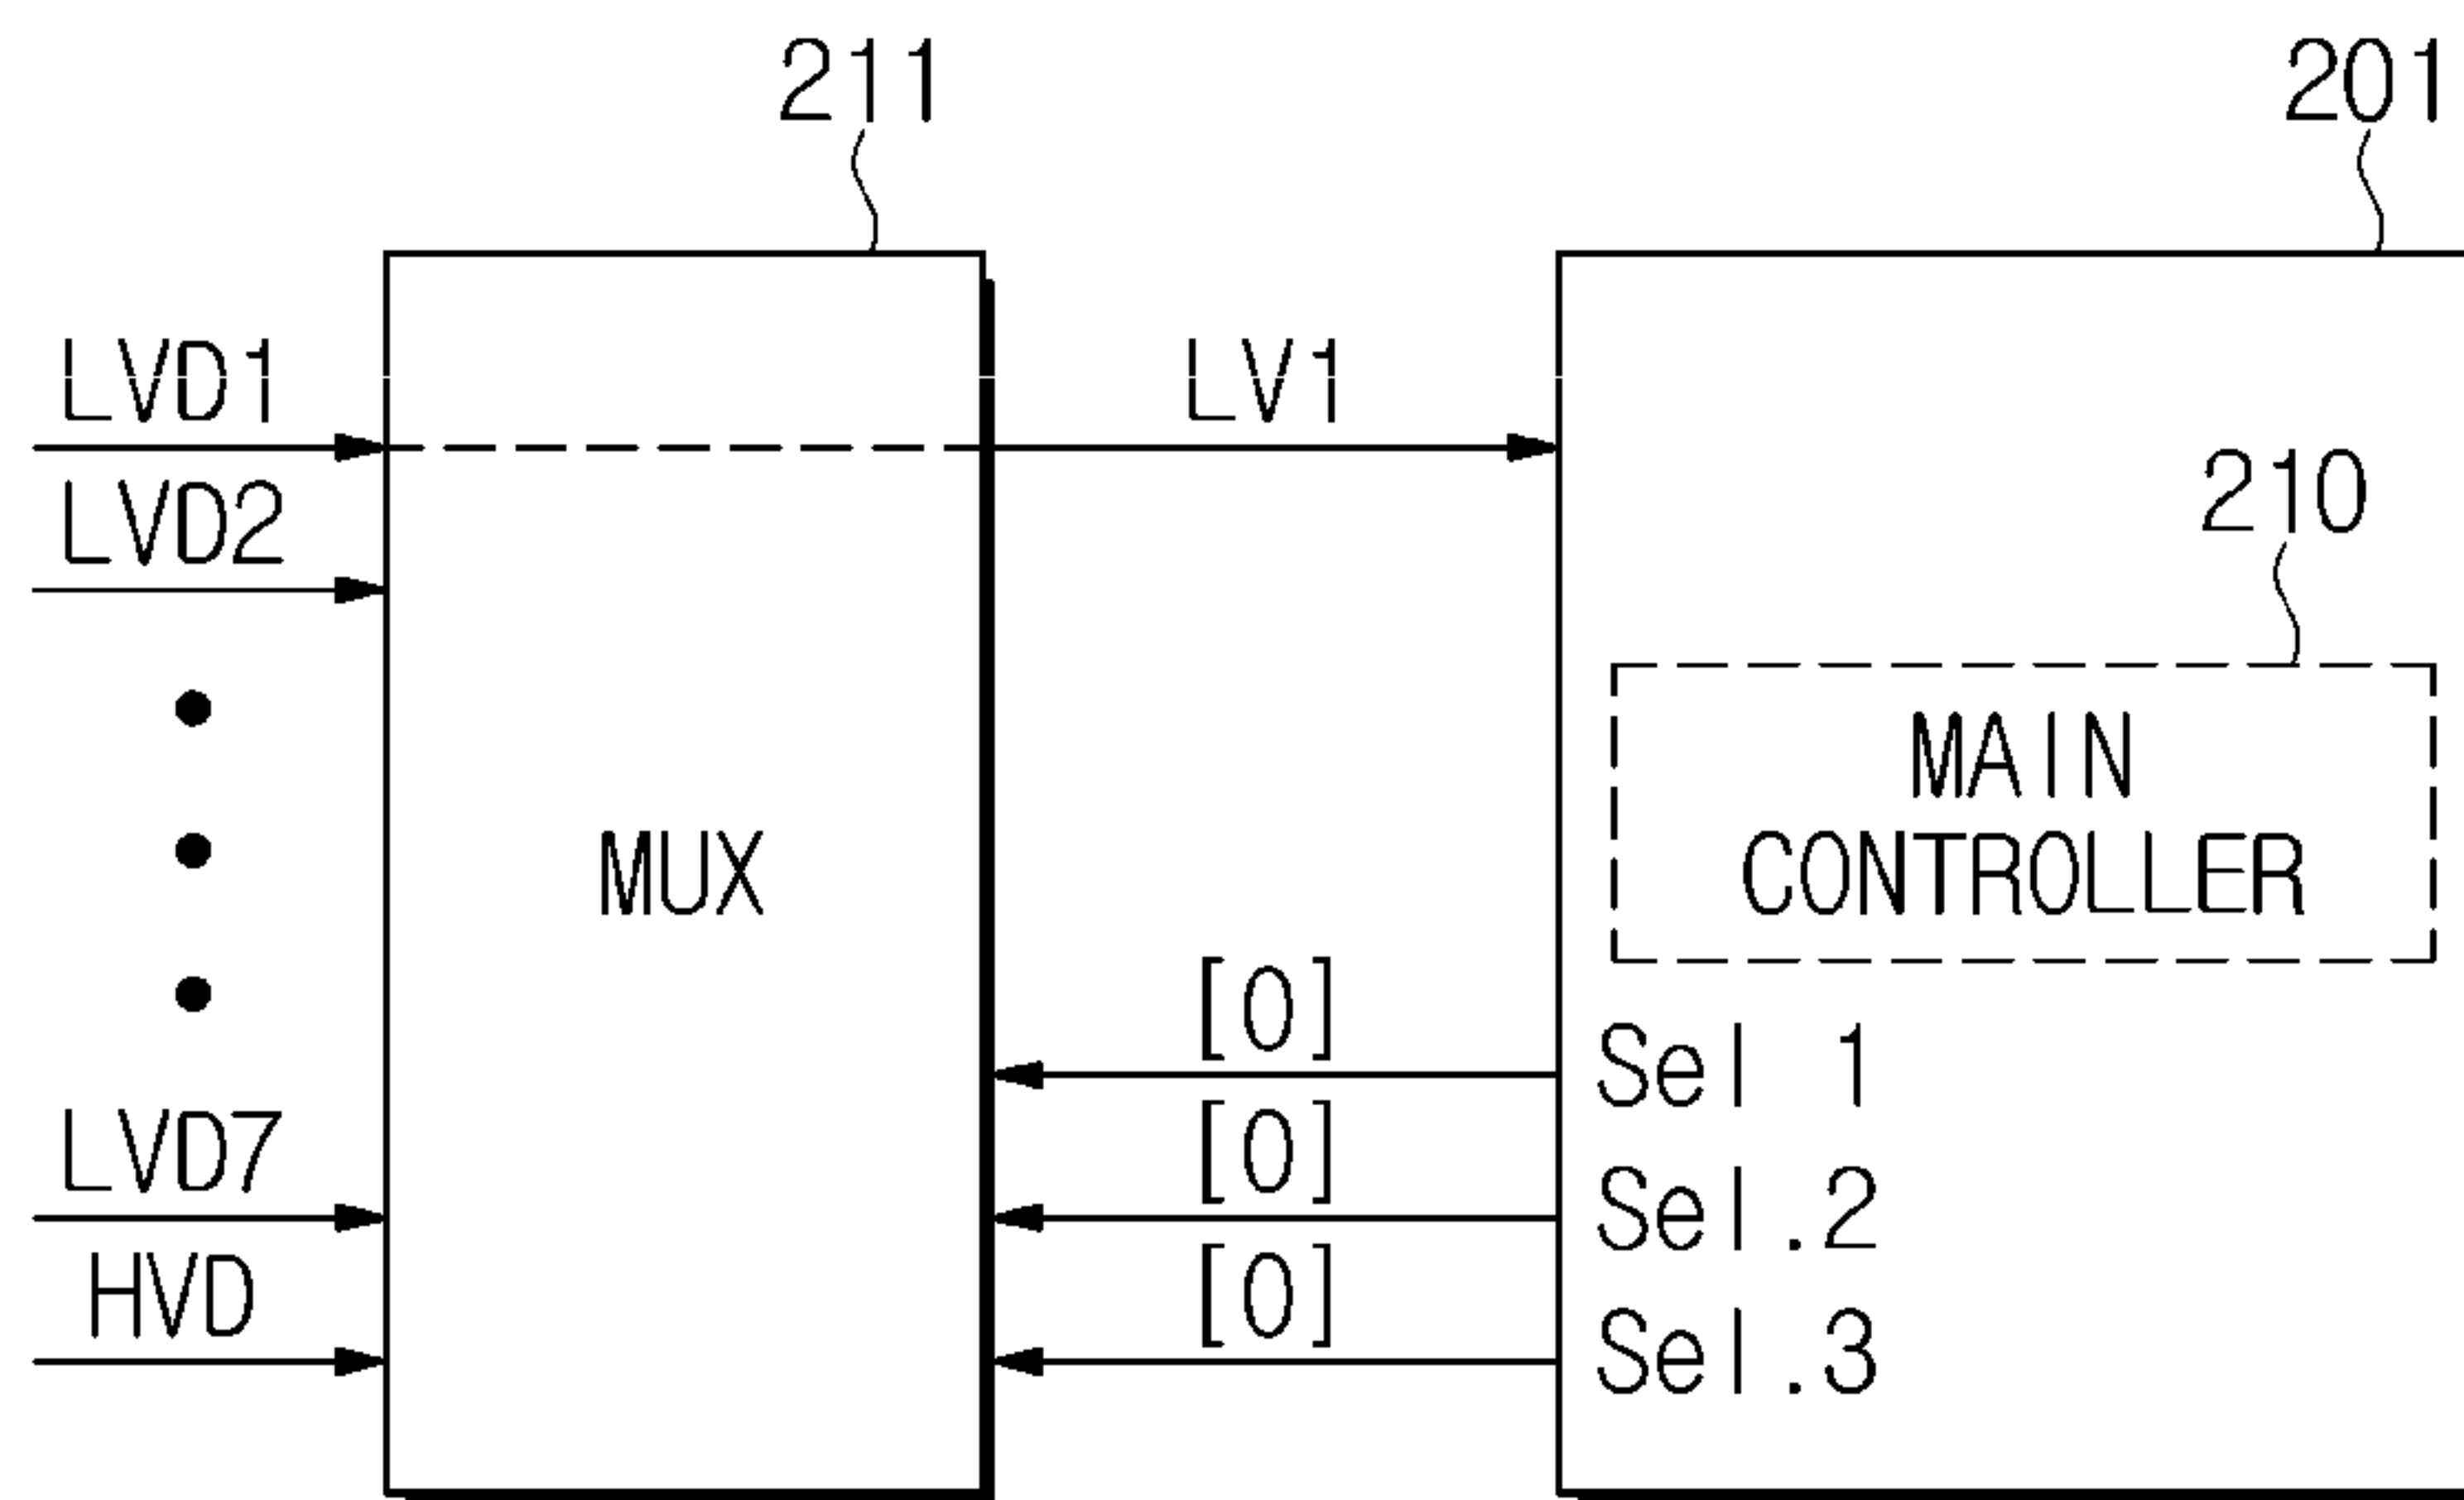 211
201
LVD1
LV1
LVD2
210
MAIN
CONTROLLER
MUX
[0]
Sel 1
[0]
LVD7
Sel.2
[0]
HVD
Sel.3